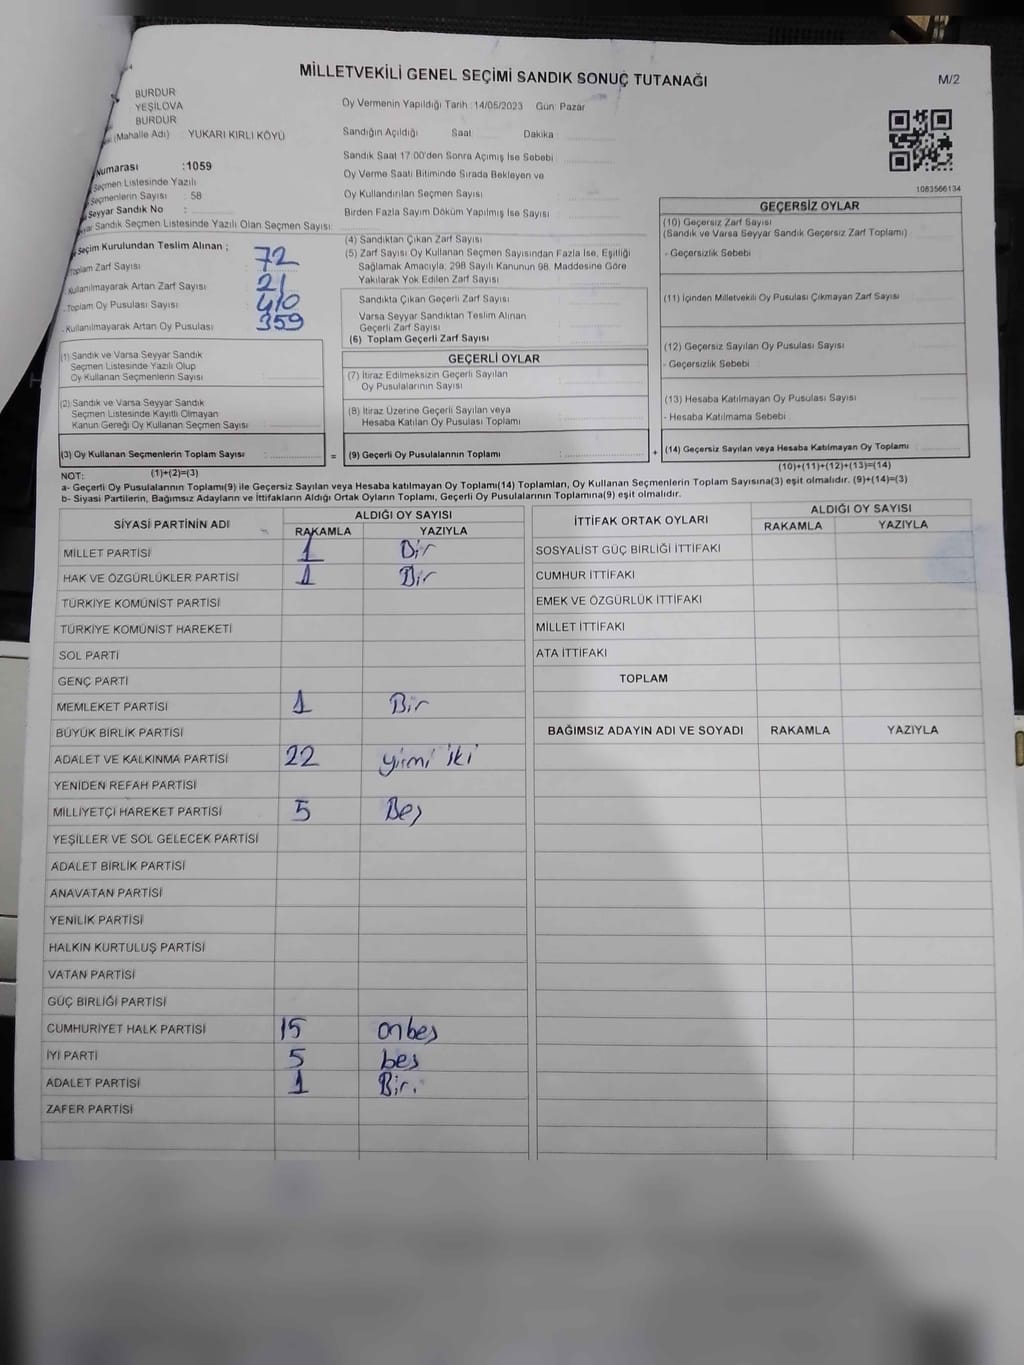 MİLLETVEKİLİ GENEL SEÇİMİ SANDIK SONUÇ TUTANAĞI
M/2
BURDUR
YEŞİLOVA
BURDUR
(Mahalle Adı) : YUKARI KIRLI KÖYÜ
Numarası :1059
Seçmen Listesinde Yazılı
Seçmenlerin Sayısı : 58
Seyyar Sandık No :
Sandık Seçmen Listesinde Yazılı Olan Seçmen Sayısı:
Seçim Kurulundan Teslim Alınan ;
Toplam Zarf Sayısı : 72
Kullanılmayarak Artan Zarf Sayısı : 21
Toplam Oy Pusulası Sayısı : 410
Kullanılmayarak Artan Oy Pusulası : 359
Oy Vermenin Yapıldığı Tarih :14/05/2023 Gün: Pazar
Sandığın Açıldığı Saat Dakika
Sandık Saat 17:00'den Sonra Açımış İse Sebebi
Oy Verme Saati Bitiminde Sırada Bekleyen ve
Oy Kullandırılan Seçmen Sayısı
Birden Fazla Sayım Döküm Yapılmış İse Sayısı
(4) Sandıktan Çıkan Zarf Sayısı
(5) Zarf Sayısı Oy Kullanan Seçmen Sayısından Fazla İse, Eşitliği
Sağlamak Amacıyla; 298 Sayılı Kanunun 98. Maddesine Göre
Yakılarak Yok Edilen Zarf Sayısı
Sandıkta Çıkan Geçerli Zarf Sayısı
Varsa Seyyar Sandıktan Teslim Alınan
Geçerli Zarf Sayısı
(6) Toplam Geçerli Zarf Sayısı
1083566134
GEÇERSİZ OYLAR
(10) Geçersiz Zarf Sayısı
(Sandık ve Varsa Seyyar Sandık Geçersiz Zarf Toplamı)
- Geçersizlik Sebebi
(11) İçinden Milletvekili Oy Pusulası Çıkmayan Zarf Sayısı
(12) Geçersiz Sayılan Oy Pusulası Sayısı
- Geçersizlik Sebebi
(13) Hesaba Katılmayan Oy Pusulası Sayısı
- Hesaba Katılmama Sebebi
(14) Geçersiz Sayılan veya Hesaba Katılmayan Oy Toplamı
(10)+(11)+(12)+(13)=(14)
(1) Sandık ve Varsa Seyyar Sandık
Seçmen Listesinde Yazılı Olup
Oy Kullanan Seçmenlerin Sayısı :
(2) Sandık ve Varsa Seyyar Sandık
Seçmen Listesinde Kayıtlı Olmayan
Kanun Gereği Oy Kullanan Seçmen Sayısı :
(3) Oy Kullanan Seçmenlerin Toplam Sayısı : =
(1)+(2)=(3)
GEÇERLİ OYLAR
(7) İtiraz Edilmeksizin Geçerli Sayılan
Oy Pusulalarının Sayısı :
(8) İtiraz Üzerine Geçerli Sayılan veya
Hesaba Katılan Oy Pusulası Toplamı :
(9) Geçerli Oy Pusulalarının Toplamı : +
NOT:
a- Geçerli Oy Pusulalarının Toplamı(9) ile Geçersiz Sayılan veya Hesaba katılmayan Oy Toplamı(14) Toplamları, Oy Kullanan Seçmenlerin Toplam Sayısına(3) eşit olmalıdır. (9)+(14)=(3)
b- Siyasi Partilerin, Bağımsız Adayların ve İttifakların Aldığı Ortak Oyların Toplamı, Geçerli Oy Pusulalarının Toplamına(9) eşit olmalıdır.
SİYASİ PARTİNİN ADI ALDIĞI OY SAYISI
RAKAMLA YAZIYLA
MİLLET PARTİSİ 1 Bir
HAK VE ÖZGÜRLÜKLER PARTİSİ 1 Bir
TÜRKİYE KOMÜNİST PARTİSİ
TÜRKİYE KOMÜNİST HAREKETİ
SOL PARTİ
GENÇ PARTİ
MEMLEKET PARTİSİ 1 Bir
BÜYÜK BİRLİK PARTİSİ
ADALET VE KALKINMA PARTİSİ 22 yirmi iki
YENİDEN REFAH PARTİSİ
MİLLİYETÇİ HAREKET PARTİSİ 5 Beş
YEŞİLLER VE SOL GELECEK PARTİSİ
ADALET BİRLİK PARTİSİ
ANAVATAN PARTİSİ
YENİLİK PARTİSİ
HALKIN KURTULUŞ PARTİSİ
VATAN PARTİSİ
GÜÇ BİRLİĞİ PARTİSİ
CUMHURİYET HALK PARTİSİ 15 onbeş
İYİ PARTİ 5 beş
ADALET PARTİSİ 1 Bir.
ZAFER PARTİSİ
İTTİFAK ORTAK OYLARI ALDIĞI OY SAYISI
RAKAMLA YAZIYLA
SOSYALİST GÜÇ BİRLİĞİ İTTİFAKI
CUMHUR İTTİFAKI
EMEK VE ÖZGÜRLÜK İTTİFAKI
MİLLET İTTİFAKI
ATA İTTİFAKI
TOPLAM
BAĞIMSIZ ADAYIN ADI VE SOYADI RAKAMLA YAZIYLA